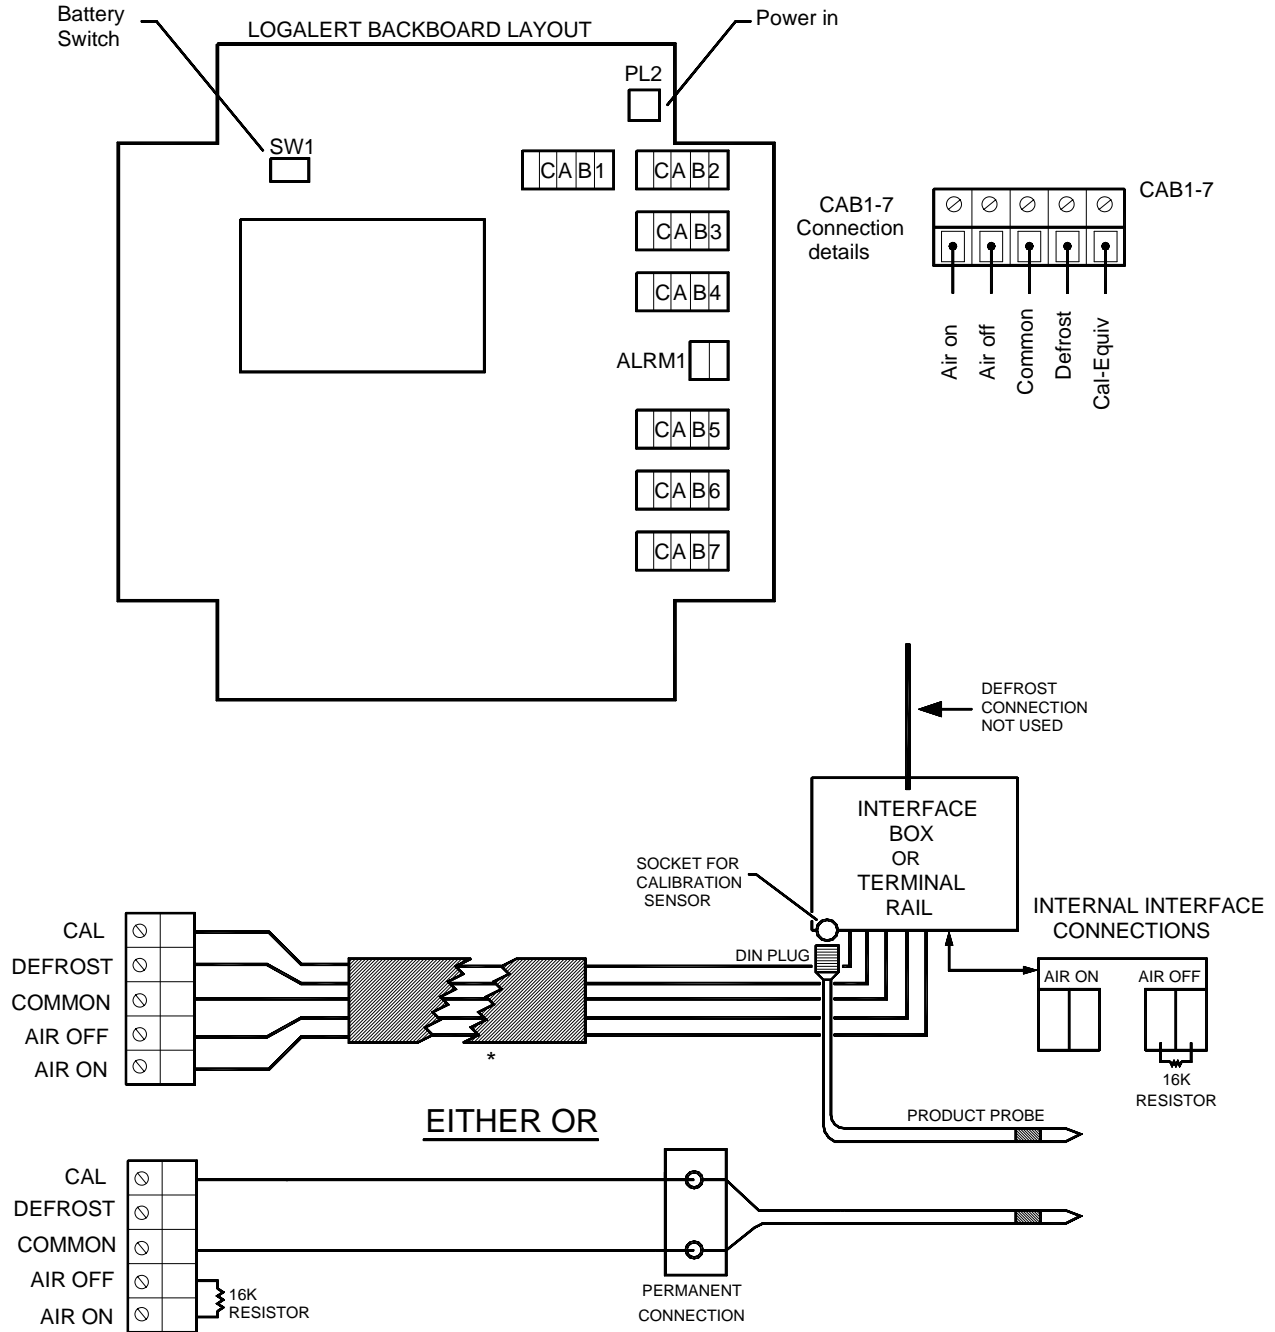 Battery
Switch
LOGALERT BACKBOARD LAYOUT
Power in
PL2
SW1
CAB1
CAB2
CAB3
CAB4
ALRM1
CAB5
CAB6
CAB7
CAB1-7
Connection
details
CAB1-7
Air on
Air off
Common
Defrost
Cal-Equiv
DEFROST
CONNECTION
NOT USED
INTERFACE
BOX
OR
TERMINAL
RAIL
SOCKET FOR
CALIBRATION
SENSOR
DIN PLUG
INTERNAL INTERFACE
CONNECTIONS
AIR ON
AIR OFF
16K
RESISTOR
CAL
DEFROST
COMMON
AIR OFF
AIR ON
*
PRODUCT PROBE
EITHER OR
CAL
DEFROST
COMMON
AIR OFF
AIR ON
16K
RESISTOR
PERMANENT
CONNECTION